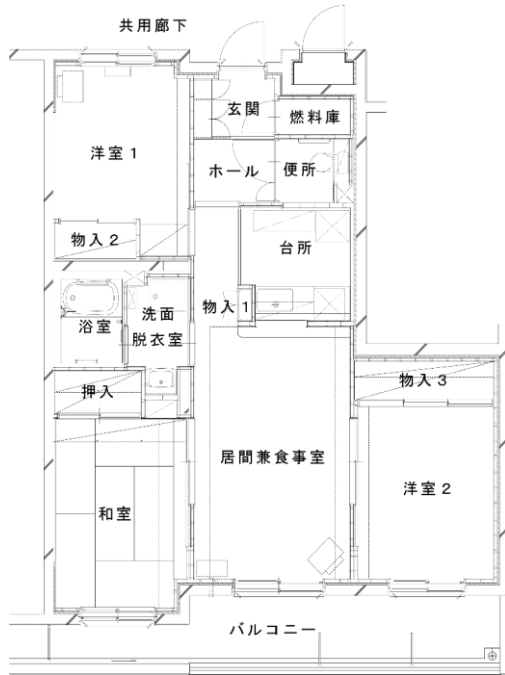 共用廊下
玄関
燃料庫
洋室１
ホール
便所
物入２
台所
物入１
洗面
脱衣室
浴室
押入
物入３
居間兼食事室
洋室２
和室
バルコニー